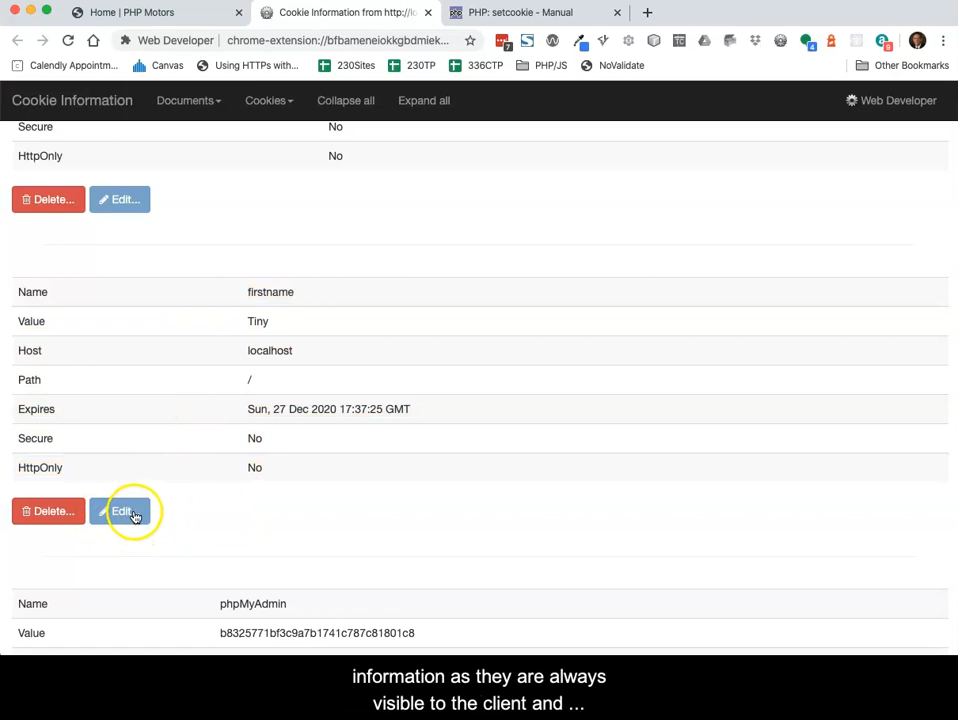 Home | PHP Motors
Cookie Information from http://lo
PHP: setcookie - Manual
Web Developer
chrome-extension://bfbameneiokkgbdmiek...
7
4
9
Calendly Appointm...
Canvas
Using HTTPs with...
230Sites
230TP
336CTP
PHP/JS
NoValidate
Other Bookmarks
Cookie Information
Documents
Cookies
Collapse all
Expand all
Web Developer
Secure No
HttpOnly No
Delete... Edit...
Name firstname
Value Tiny
Host localhost
Path /
Expires Sun, 27 Dec 2020 17:37:25 GMT
Secure No
HttpOnly No
Delete... Edit...
Name phpMyAdmin
Value b8325771bf3c9a7b1741c787c81801c8
information as they are always
visible to the client and ...